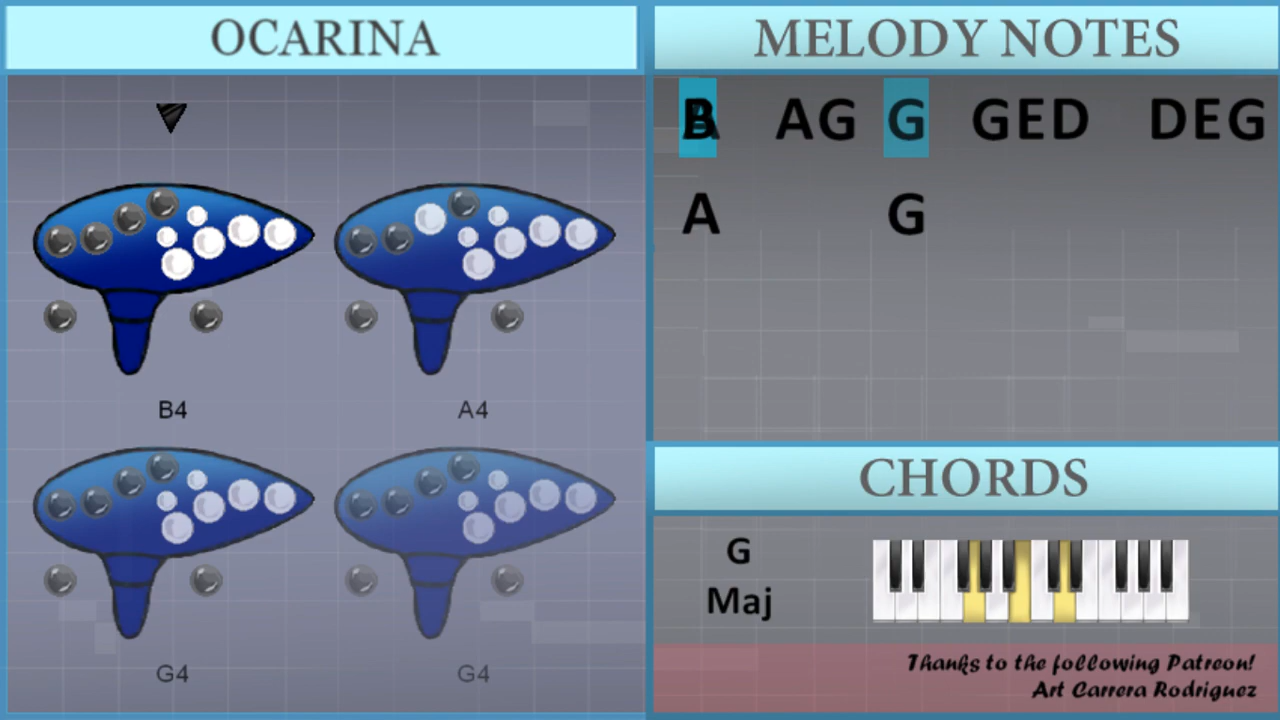 OCARINA
B4
A4
G4
G4
MELODY NOTES
B AG G GED DEG
A G
CHORDS
G
Maj
Thanks to the following Patreon!
Art Carrera Rodriguez